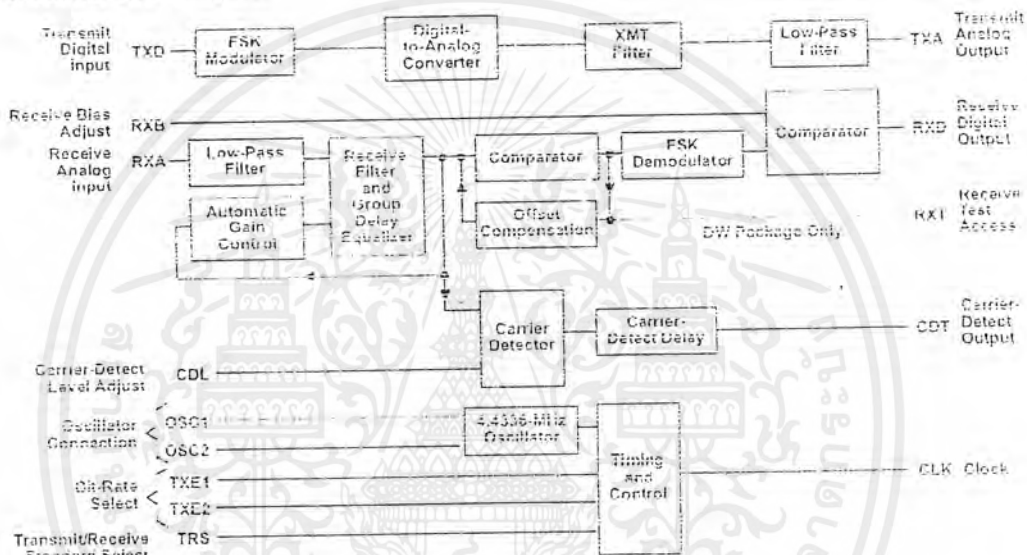 Transmit
Digital
Input
TXD
FSK
Modulator
Digital-
to-Analog
Converter
XMT
Filter
Low-Pass
Filter
TXA
Transmit
Analog
Output
Receive Bias
Adjust
RXB
Comparator
RXD
Receive
Digital
Output
Receive
Analog
Input
RXA
Low-Pass
Filter
Receive
Filter
and
Group
Delay
Equalizer
Comparator
FSK
Demodulator
Automatic
Gain
Control
Offset
Compensation
DW Package Only
RXT
Receive
Test
Access
Carrier
Detector
Carrier-
Detect Delay
CDT
Carrier-
Detect
Output
Carrier-Detect
Level Adjust
CDL
Oscillator
Connection
OSC1
OSC2
4.4336-MHz
Oscillator
Timing
and
Control
CLK Clock
Bit-Rate
Select
TXE1
TXE2
Transmit/Receive
Standard Select
TRS